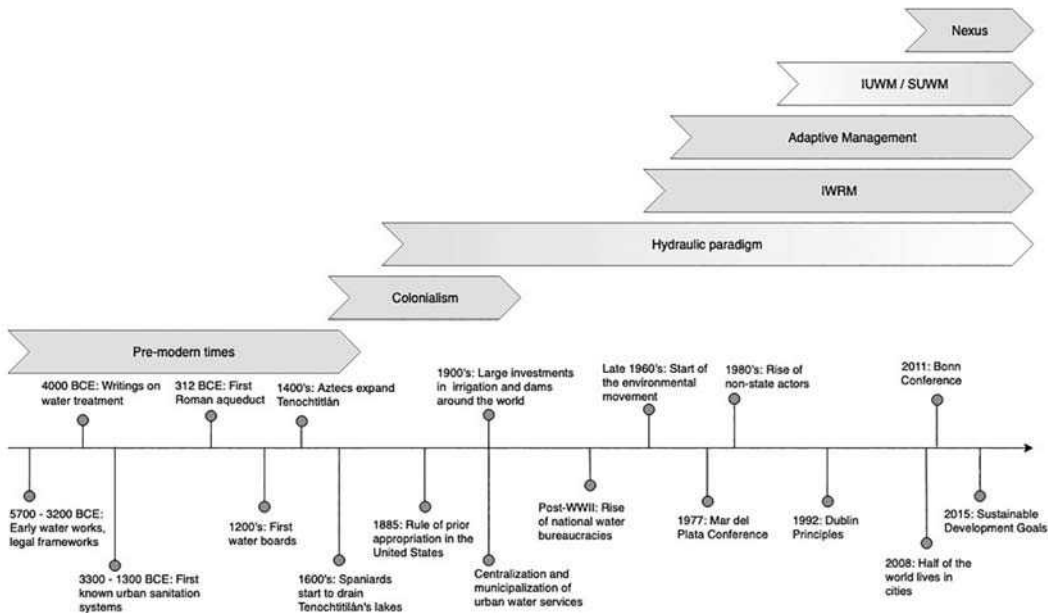 Nexus
IUWM / SUWM
Adaptive Management
IWRM
Hydraulic paradigm
Colonialism
Pre-modern times
4000 BCE: Writings on
water treatment
312 BCE: First
Roman aqueduct
1400's: Aztecs expand
Tenochtitlán
1900's: Large investments
in irrigation and dams
around the world
Late 1960's: Start of
the environmental
movement
1980's: Rise of
non-state actors
2011: Bonn
Conference
5700 - 3200 BCE:
Early water works,
legal frameworks
3300 - 1300 BCE: First
known urban sanitation
systems
1200's: First
water boards
1600's: Spaniards
start to drain
Tenochtitlán's lakes
1885: Rule of prior
appropriation in the
United States
Centralization and
municipalization of
urban water services
Post-WWII: Rise
of national water
bureaucracies
1977: Mar del
Plata Conference
1992: Dublin
Principles
2008: Half of the
world lives in
cities
2015: Sustainable
Development Goals